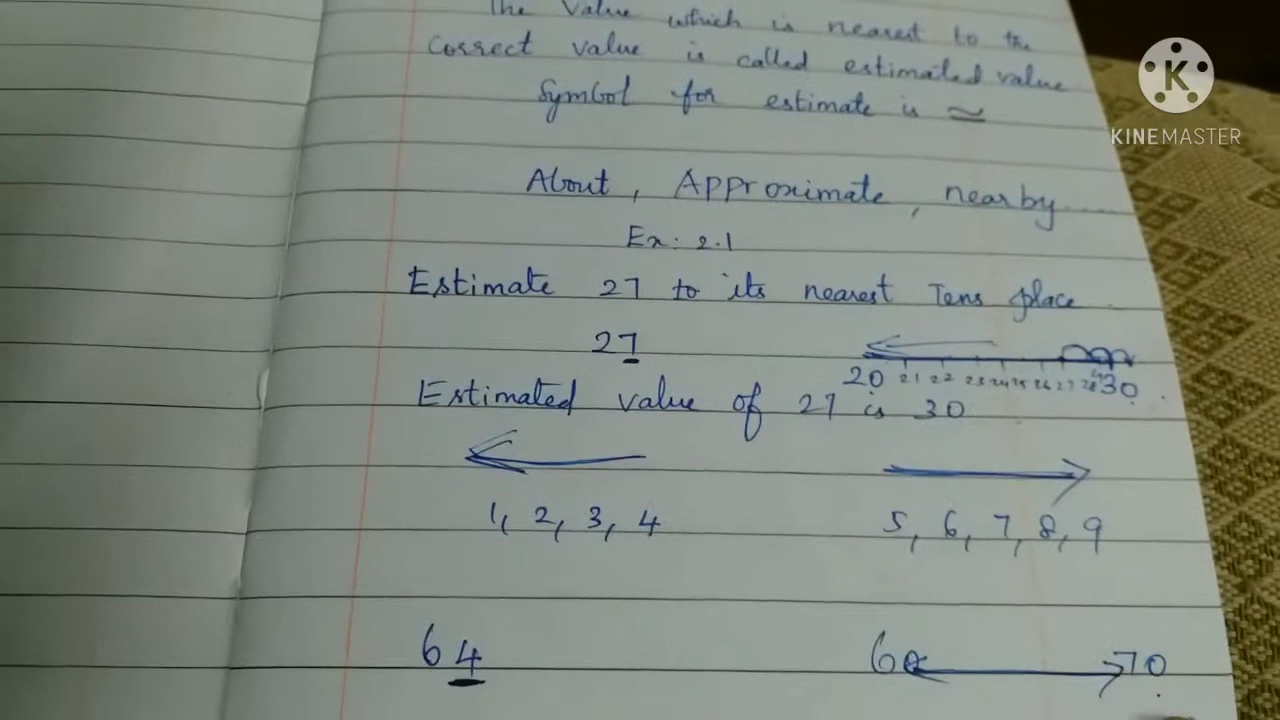 The value which is nearest to the
correct value is called estimated value
Symbol for estimate is ≃
About, Approximate, nearby.....
Ex. 2.1
Estimate 27 to its nearest Tens place
27
20 21 22 23 24 25 26 27 28 30
Estimated value of 27 is 30
1, 2, 3, 4 5, 6, 7, 8, 9
64 60 70
K
KINEMASTER